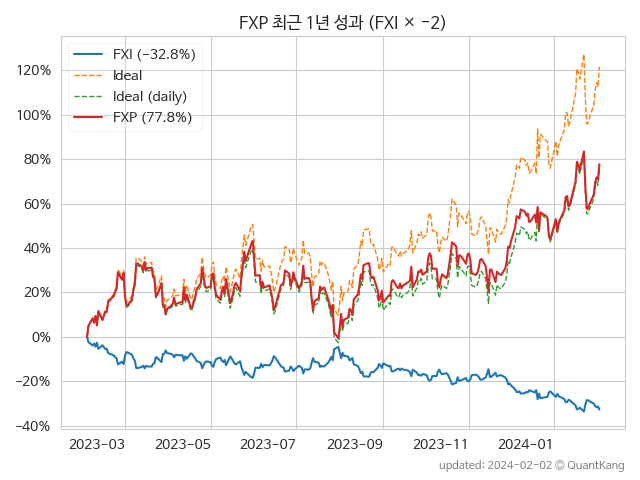 FXP 최근 1년 성과 (FXI × -2)
FXI (-32.8%)
Ideal
Ideal (daily)
FXP (77.8%)
120%
100%
80%
60%
40%
20%
0%
-20%
-40%
2023-03 2023-05 2023-07 2023-09 2023-11 2024-01
updated: 2024-02-02 © QuantKang